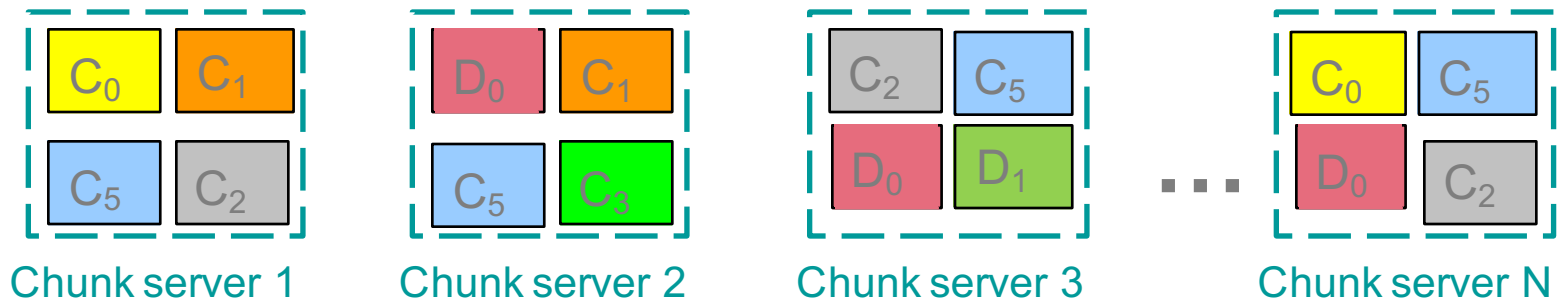 C₀ C₁ D₀ C₁ C₂ C₅ C₀ C₅
C₅ C₂ C₅ C₃ D₀ D₁ ... D₀ C₂
Chunk server 1 Chunk server 2 Chunk server 3 Chunk server N